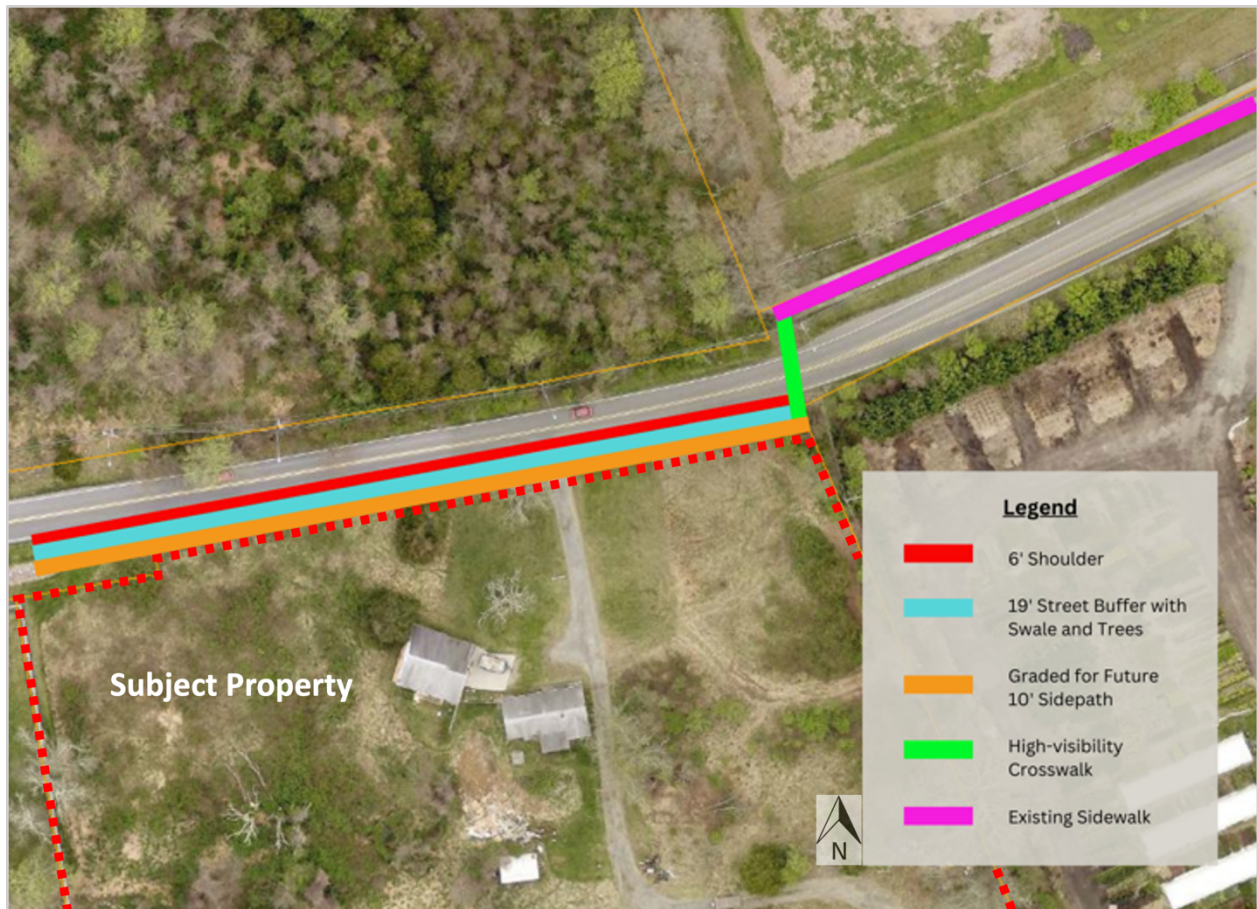 Subject Property
Legend
6' Shoulder
19' Street Buffer with
Swale and Trees
Graded for Future
10' Sidepath
High-visibility
Crosswalk
Existing Sidewalk
N